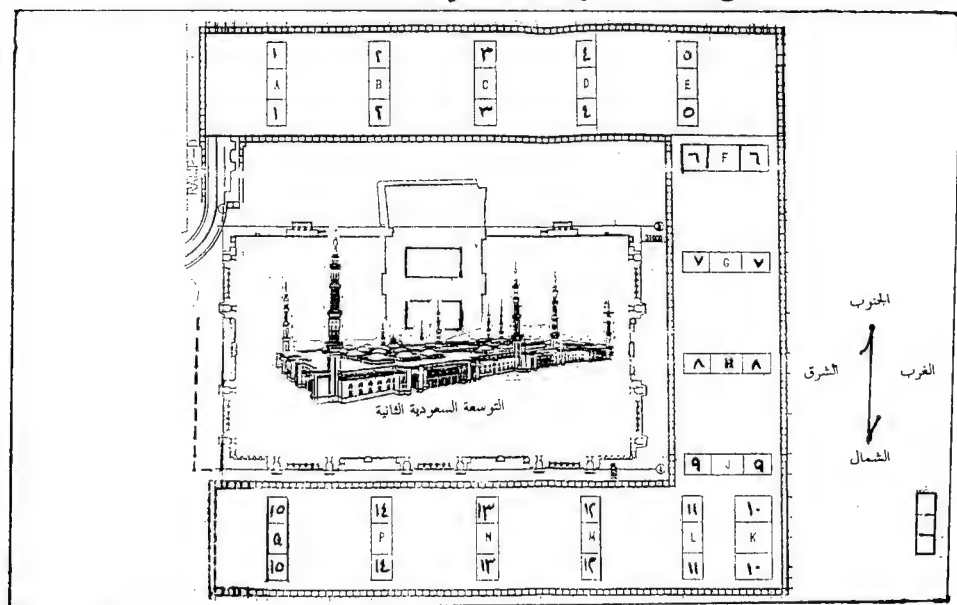 ١ ٢ ٣ ٤ ٥
A B C D E
١ ٢ ٣ ٤ ٥
٦ F ٦
٧ G ٧
الجنوب
الشرق
الغرب
الشمال
٨ H ٨
التوسعة السعودية الثانية
٩ J ٩
١٥ ١٤ ١٣ ١٢ ١١ ١٠
Q P N M L K
١٥ ١٤ ١٣ ١٢ ١١ ١٠